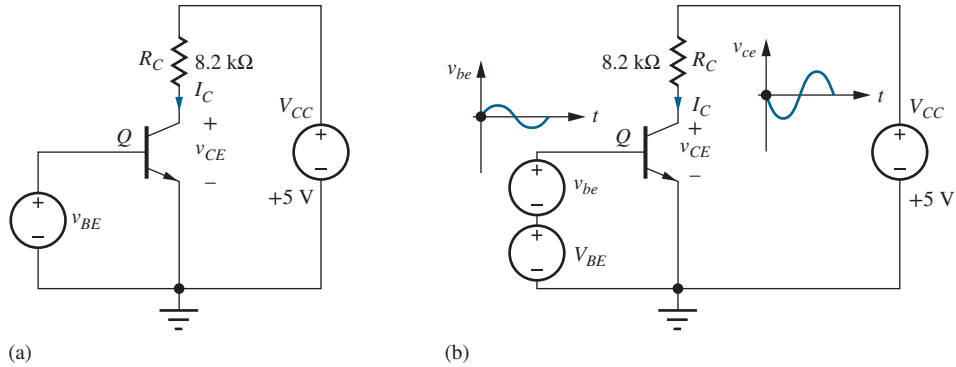 R_C 8.2 kΩ
I_C
+
Q
v_CE
−
V_CC
+
−
+5 V
+
−
v_BE
(a)
v_be
t
8.2 kΩ R_C
I_C
+
Q
v_CE
−
+
−
v_be
+
−
V_BE
v_ce
t
V_CC
+
−
+5 V
(b)